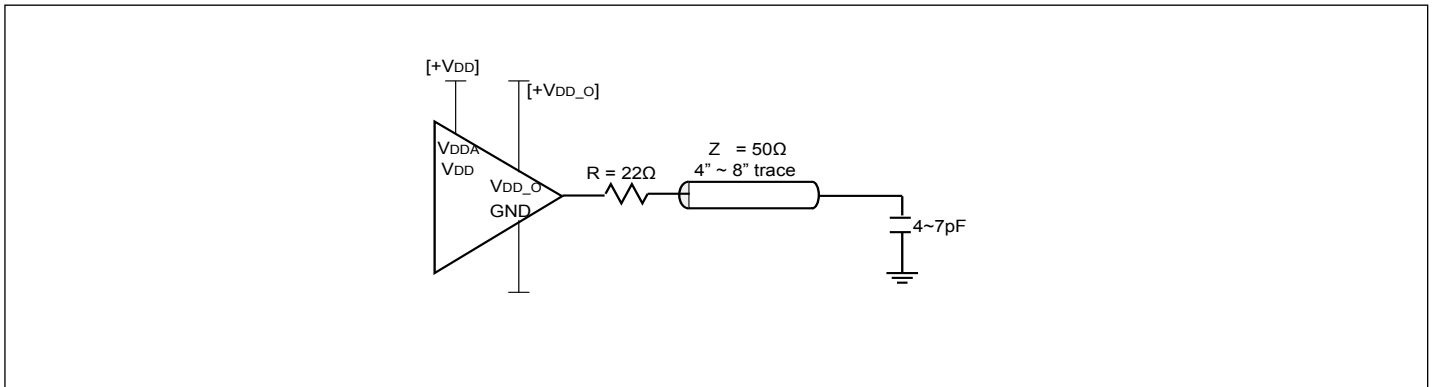 [+VDD]
[+VDD_O]
VDDA
VDD
VDD_O
GND
R = 22Ω
Z = 50Ω
4” ~ 8” trace
4~7pF